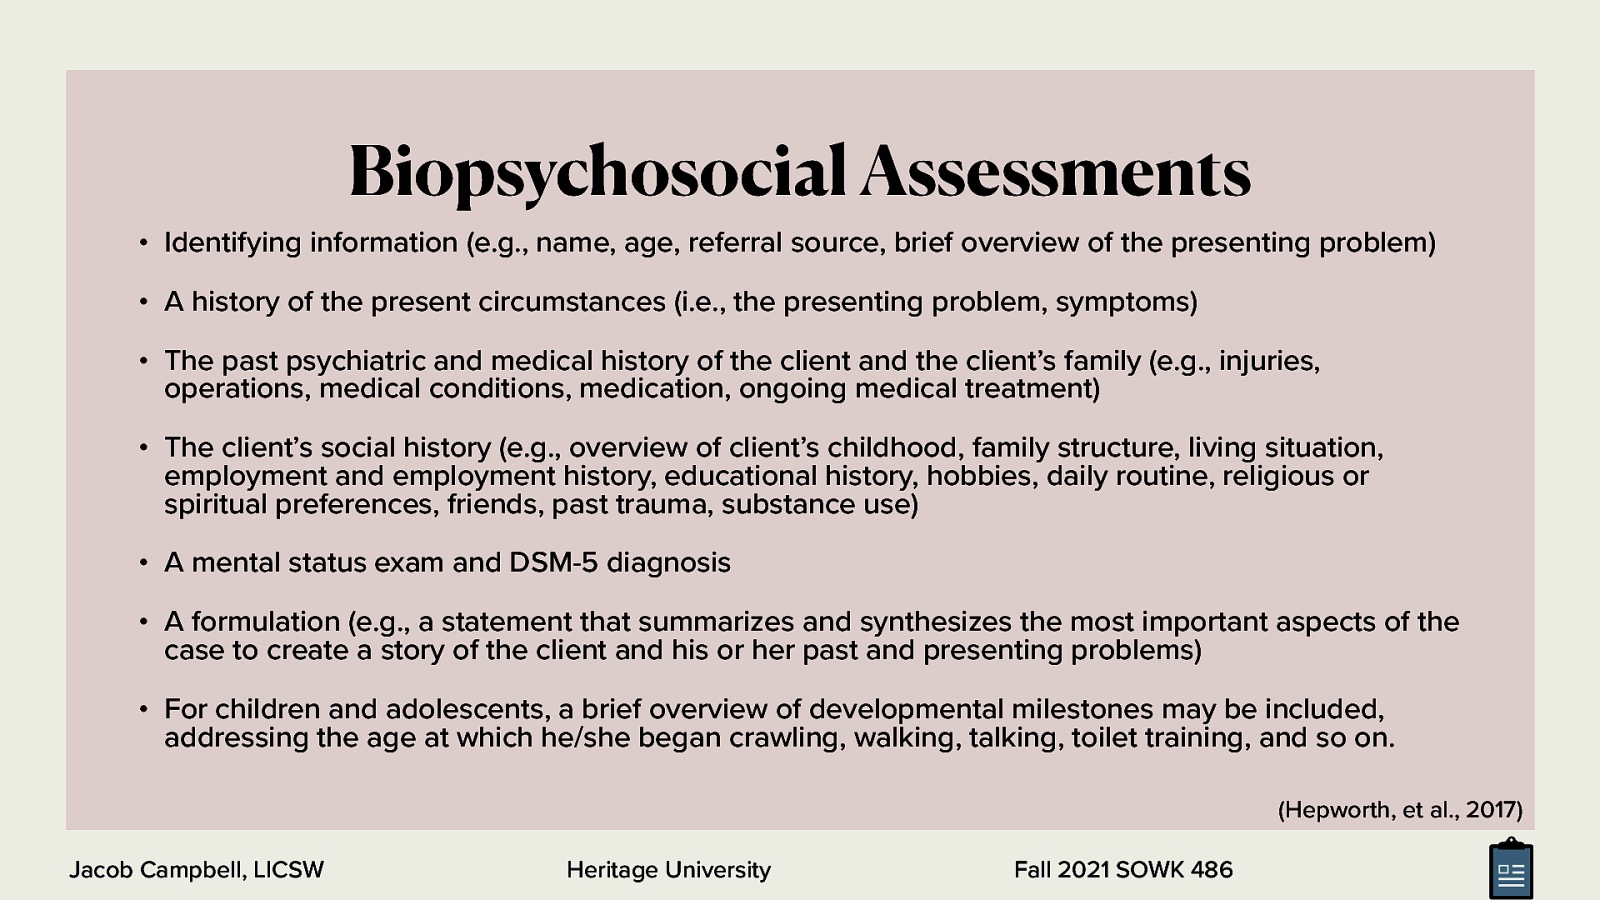 Biopsychosocial Assessments
• Identifying information (e.g., name, age, referral source, brief overview of the presenting problem)
• A history of the present circumstances (i.e., the presenting problem, symptoms)
• The past psychiatric and medical history of the client and the client’s family (e.g., injuries,
operations, medical conditions, medication, ongoing medical treatment)
• The client’s social history (e.g., overview of client’s childhood, family structure, living situation,
employment and employment history, educational history, hobbies, daily routine, religious or
spiritual preferences, friends, past trauma, substance use)
• A mental status exam and DSM-5 diagnosis
• A formulation (e.g., a statement that summarizes and synthesizes the most important aspects of the
case to create a story of the client and his or her past and presenting problems)
• For children and adolescents, a brief overview of developmental milestones may be included,
addressing the age at which he/she began crawling, walking, talking, toilet training, and so on.
(Hepworth, et al., 2017)
Jacob Campbell, LICSW
Heritage University
Fall 2021 SOWK 486